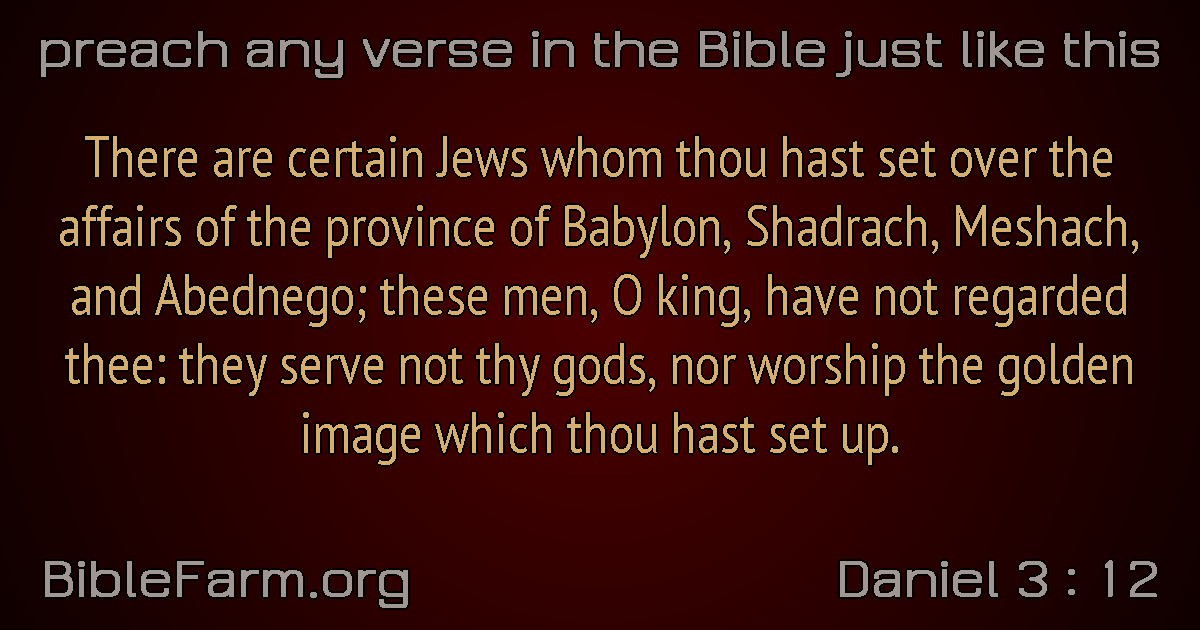 preach any verse in the Bible just like this
There are certain Jews whom thou hast set over the
affairs of the province of Babylon, Shadrach, Meshach,
and Abednego; these men, O king, have not regarded
thee: they serve not thy gods, nor worship the golden
image which thou hast set up.
BibleFarm.org
Daniel 3 : 12